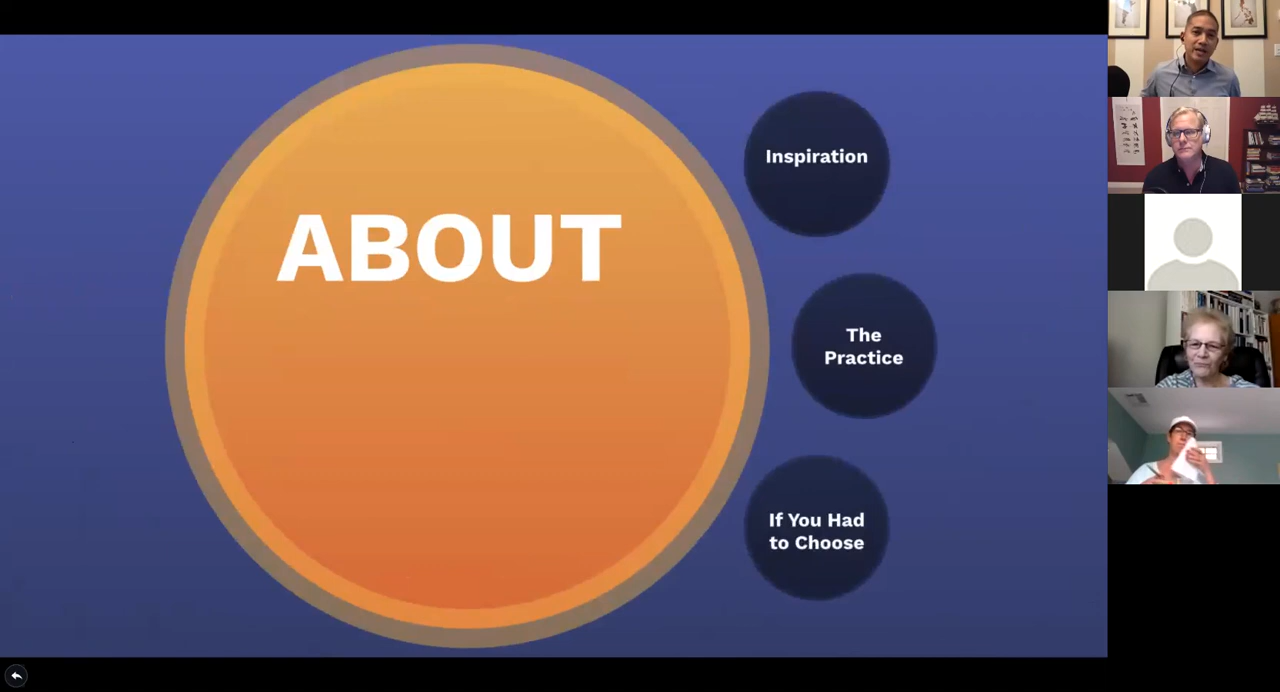 ABOUT
Inspiration
The
Practice
If You Had
to Choose